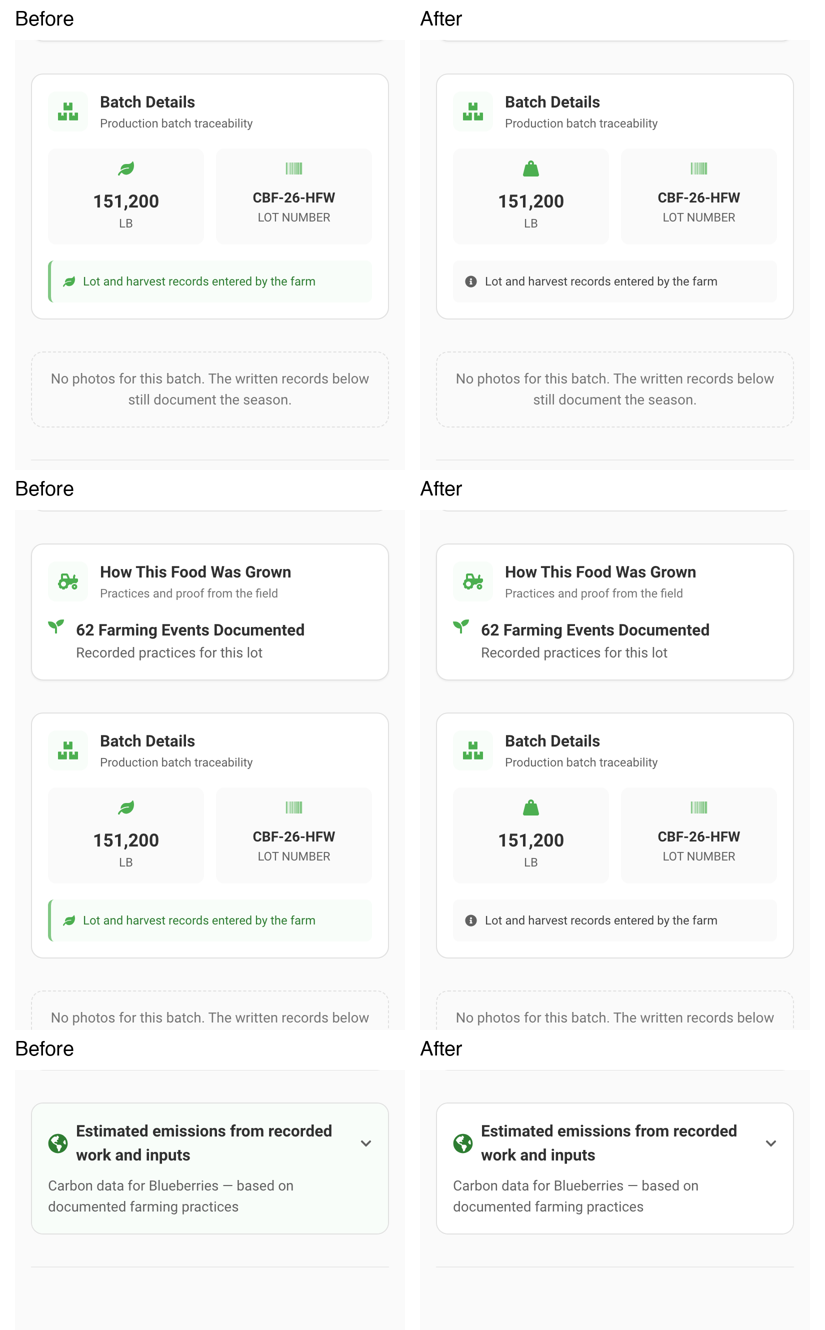 Before
After
Batch Details
Production batch traceability
151,200
LB
CBF-26-HFW
LOT NUMBER
Lot and harvest records entered by the farm
No photos for this batch. The written records below
still document the season.
Batch Details
Production batch traceability
151,200
LB
CBF-26-HFW
LOT NUMBER
Lot and harvest records entered by the farm
No photos for this batch. The written records below
still document the season.
Before
After
How This Food Was Grown
Practices and proof from the field
62 Farming Events Documented
Recorded practices for this lot
Batch Details
Production batch traceability
151,200
LB
CBF-26-HFW
LOT NUMBER
Lot and harvest records entered by the farm
No photos for this batch. The written records below
How This Food Was Grown
Practices and proof from the field
62 Farming Events Documented
Recorded practices for this lot
Batch Details
Production batch traceability
151,200
LB
CBF-26-HFW
LOT NUMBER
Lot and harvest records entered by the farm
No photos for this batch. The written records below
Before
After
Estimated emissions from recorded
work and inputs
Carbon data for Blueberries — based on
documented farming practices
Estimated emissions from recorded
work and inputs
Carbon data for Blueberries — based on
documented farming practices